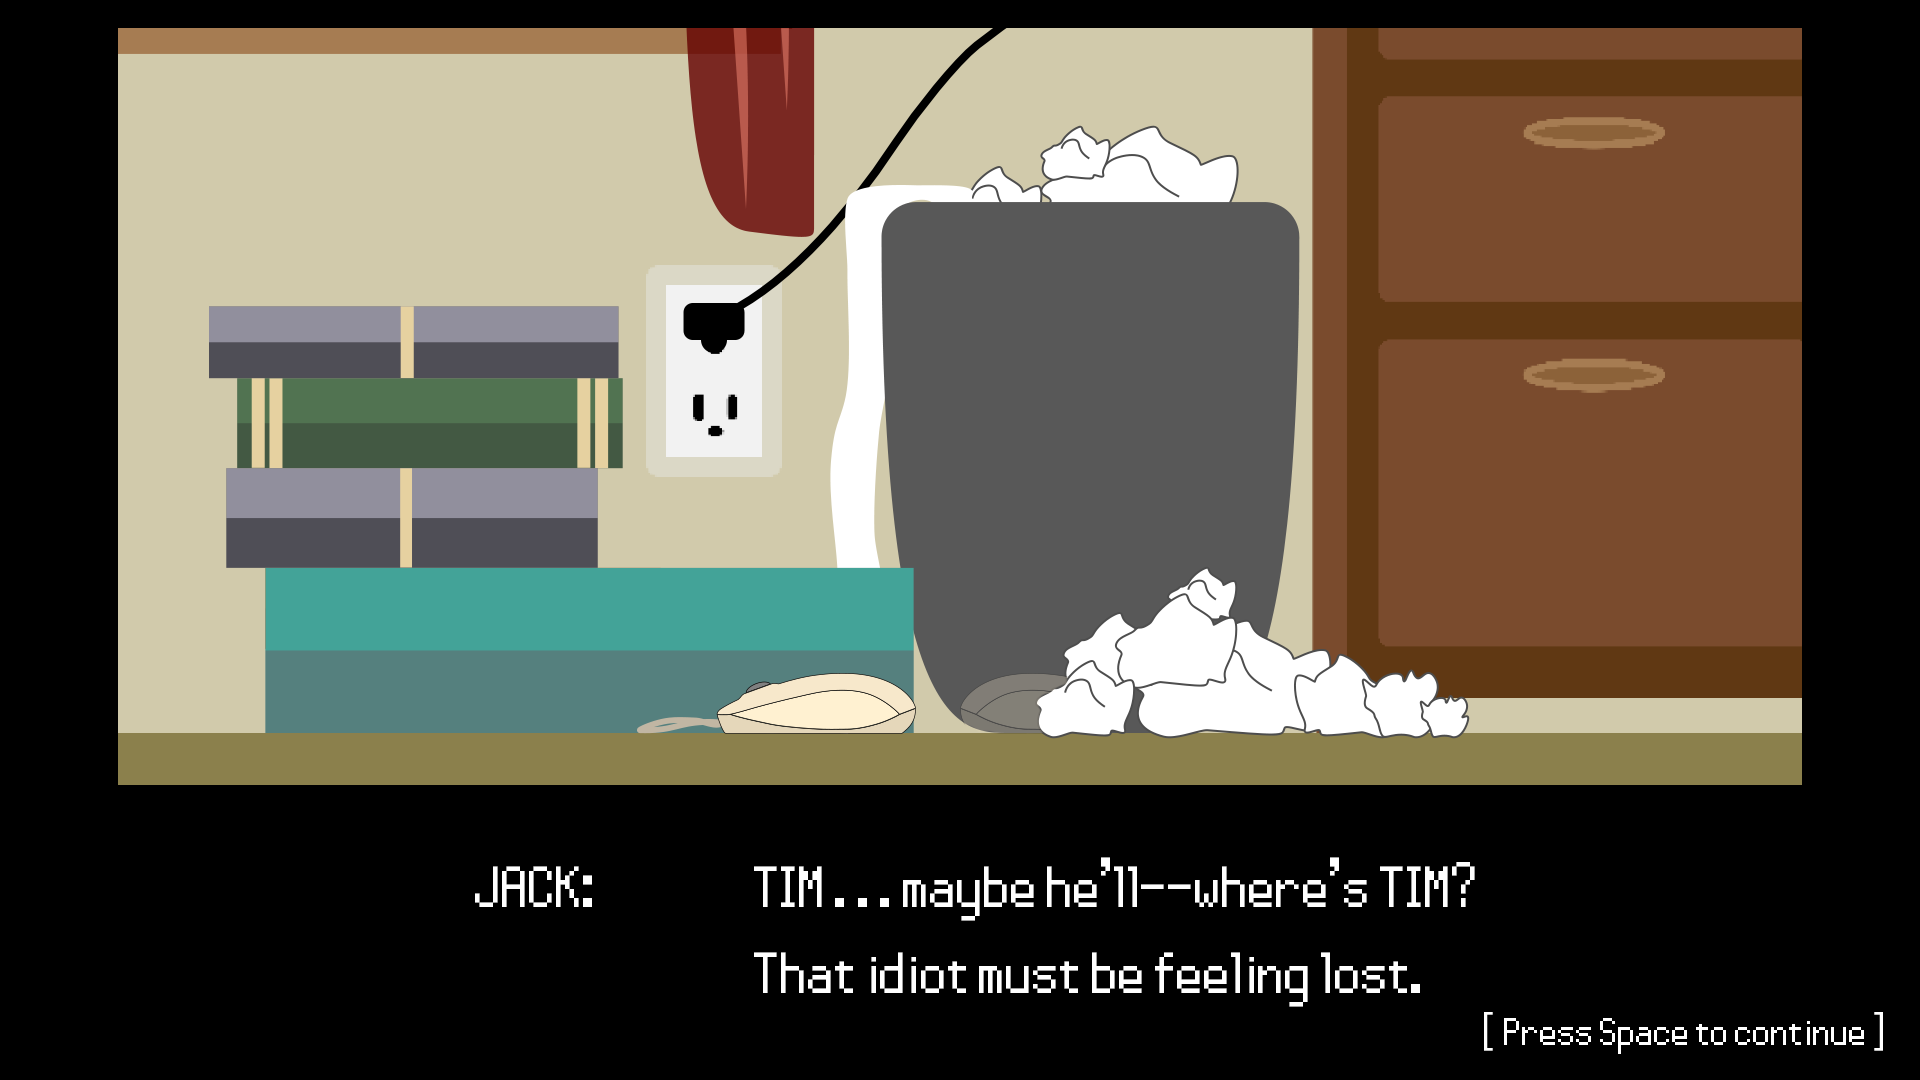 JACK: TIM...maybe he'll--where's TIM?
That idiot must be feeling lost.
[ Press Space to continue ]